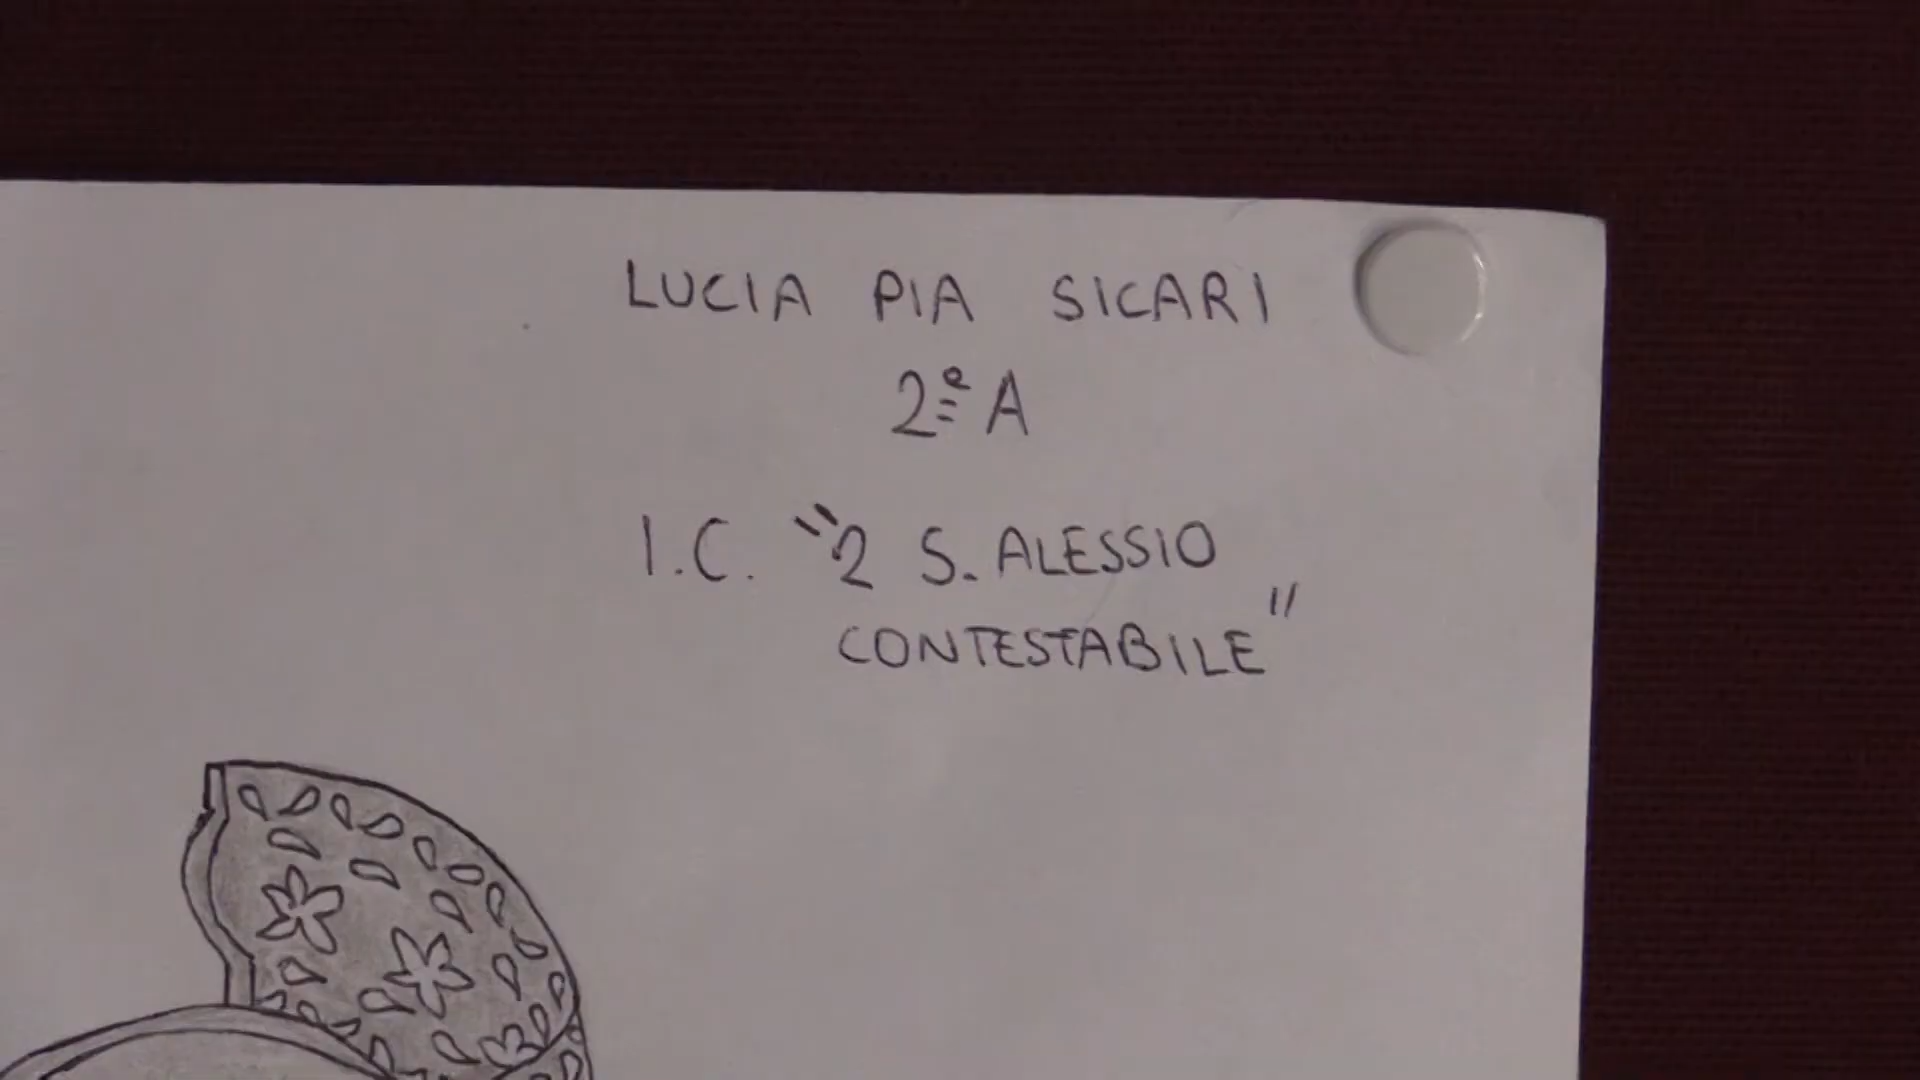 LUCIA PIA SICARI
2ª A
I.C. "2 S. ALESSIO
CONTESTABILE"